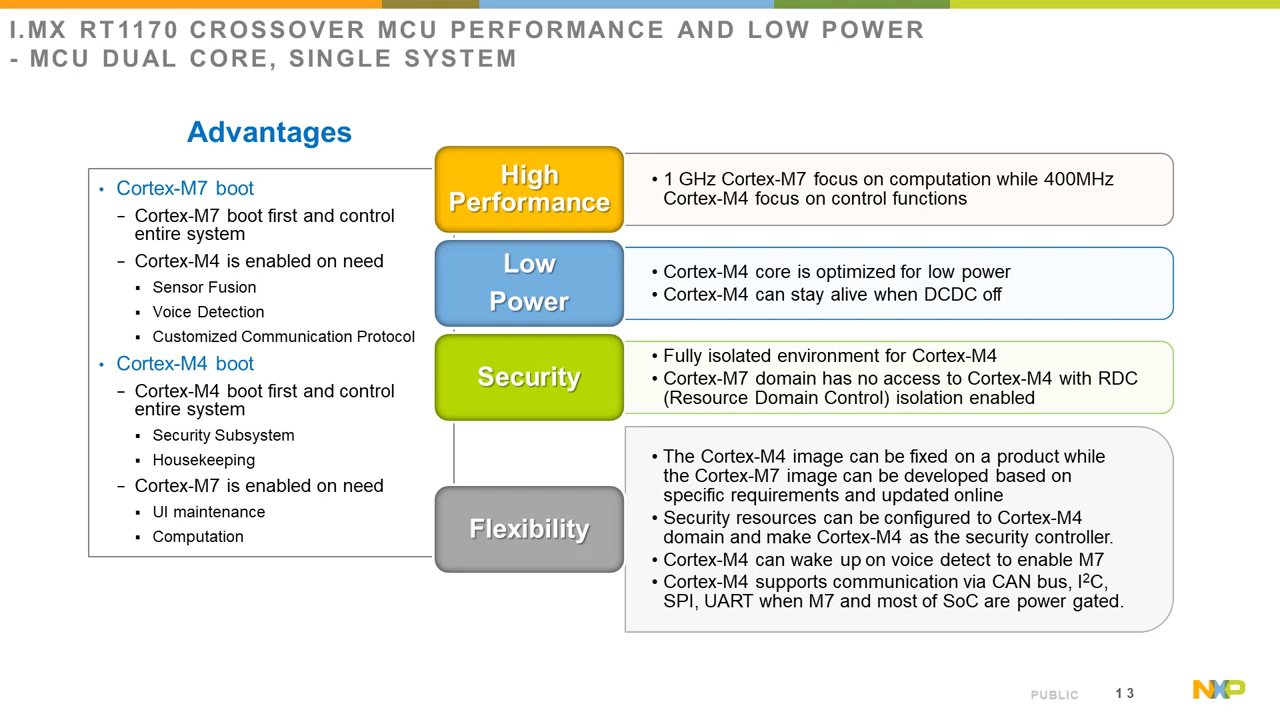 I.MX RT1170 CROSSOVER MCU PERFORMANCE AND LOW POWER
- MCU DUAL CORE, SINGLE SYSTEM
Advantages
• Cortex-M7 boot
– Cortex-M7 boot first and control
entire system
– Cortex-M4 is enabled on need
▪ Sensor Fusion
▪ Voice Detection
▪ Customized Communication Protocol
• Cortex-M4 boot
– Cortex-M4 boot first and control
entire system
▪ Security Subsystem
▪ Housekeeping
– Cortex-M7 is enabled on need
▪ UI maintenance
▪ Computation
High
Performance
• 1 GHz Cortex-M7 focus on computation while 400MHz
Cortex-M4 focus on control functions
Low
Power
• Cortex-M4 core is optimized for low power
• Cortex-M4 can stay alive when DCDC off
Security
• Fully isolated environment for Cortex-M4
• Cortex-M7 domain has no access to Cortex-M4 with RDC
(Resource Domain Control) isolation enabled
Flexibility
• The Cortex-M4 image can be fixed on a product while
the Cortex-M7 image can be developed based on
specific requirements and updated online
• Security resources can be configured to Cortex-M4
domain and make Cortex-M4 as the security controller.
• Cortex-M4 can wake up on voice detect to enable M7
• Cortex-M4 supports communication via CAN bus, I²C,
SPI, UART when M7 and most of SoC are power gated.
PUBLIC
13
NXP